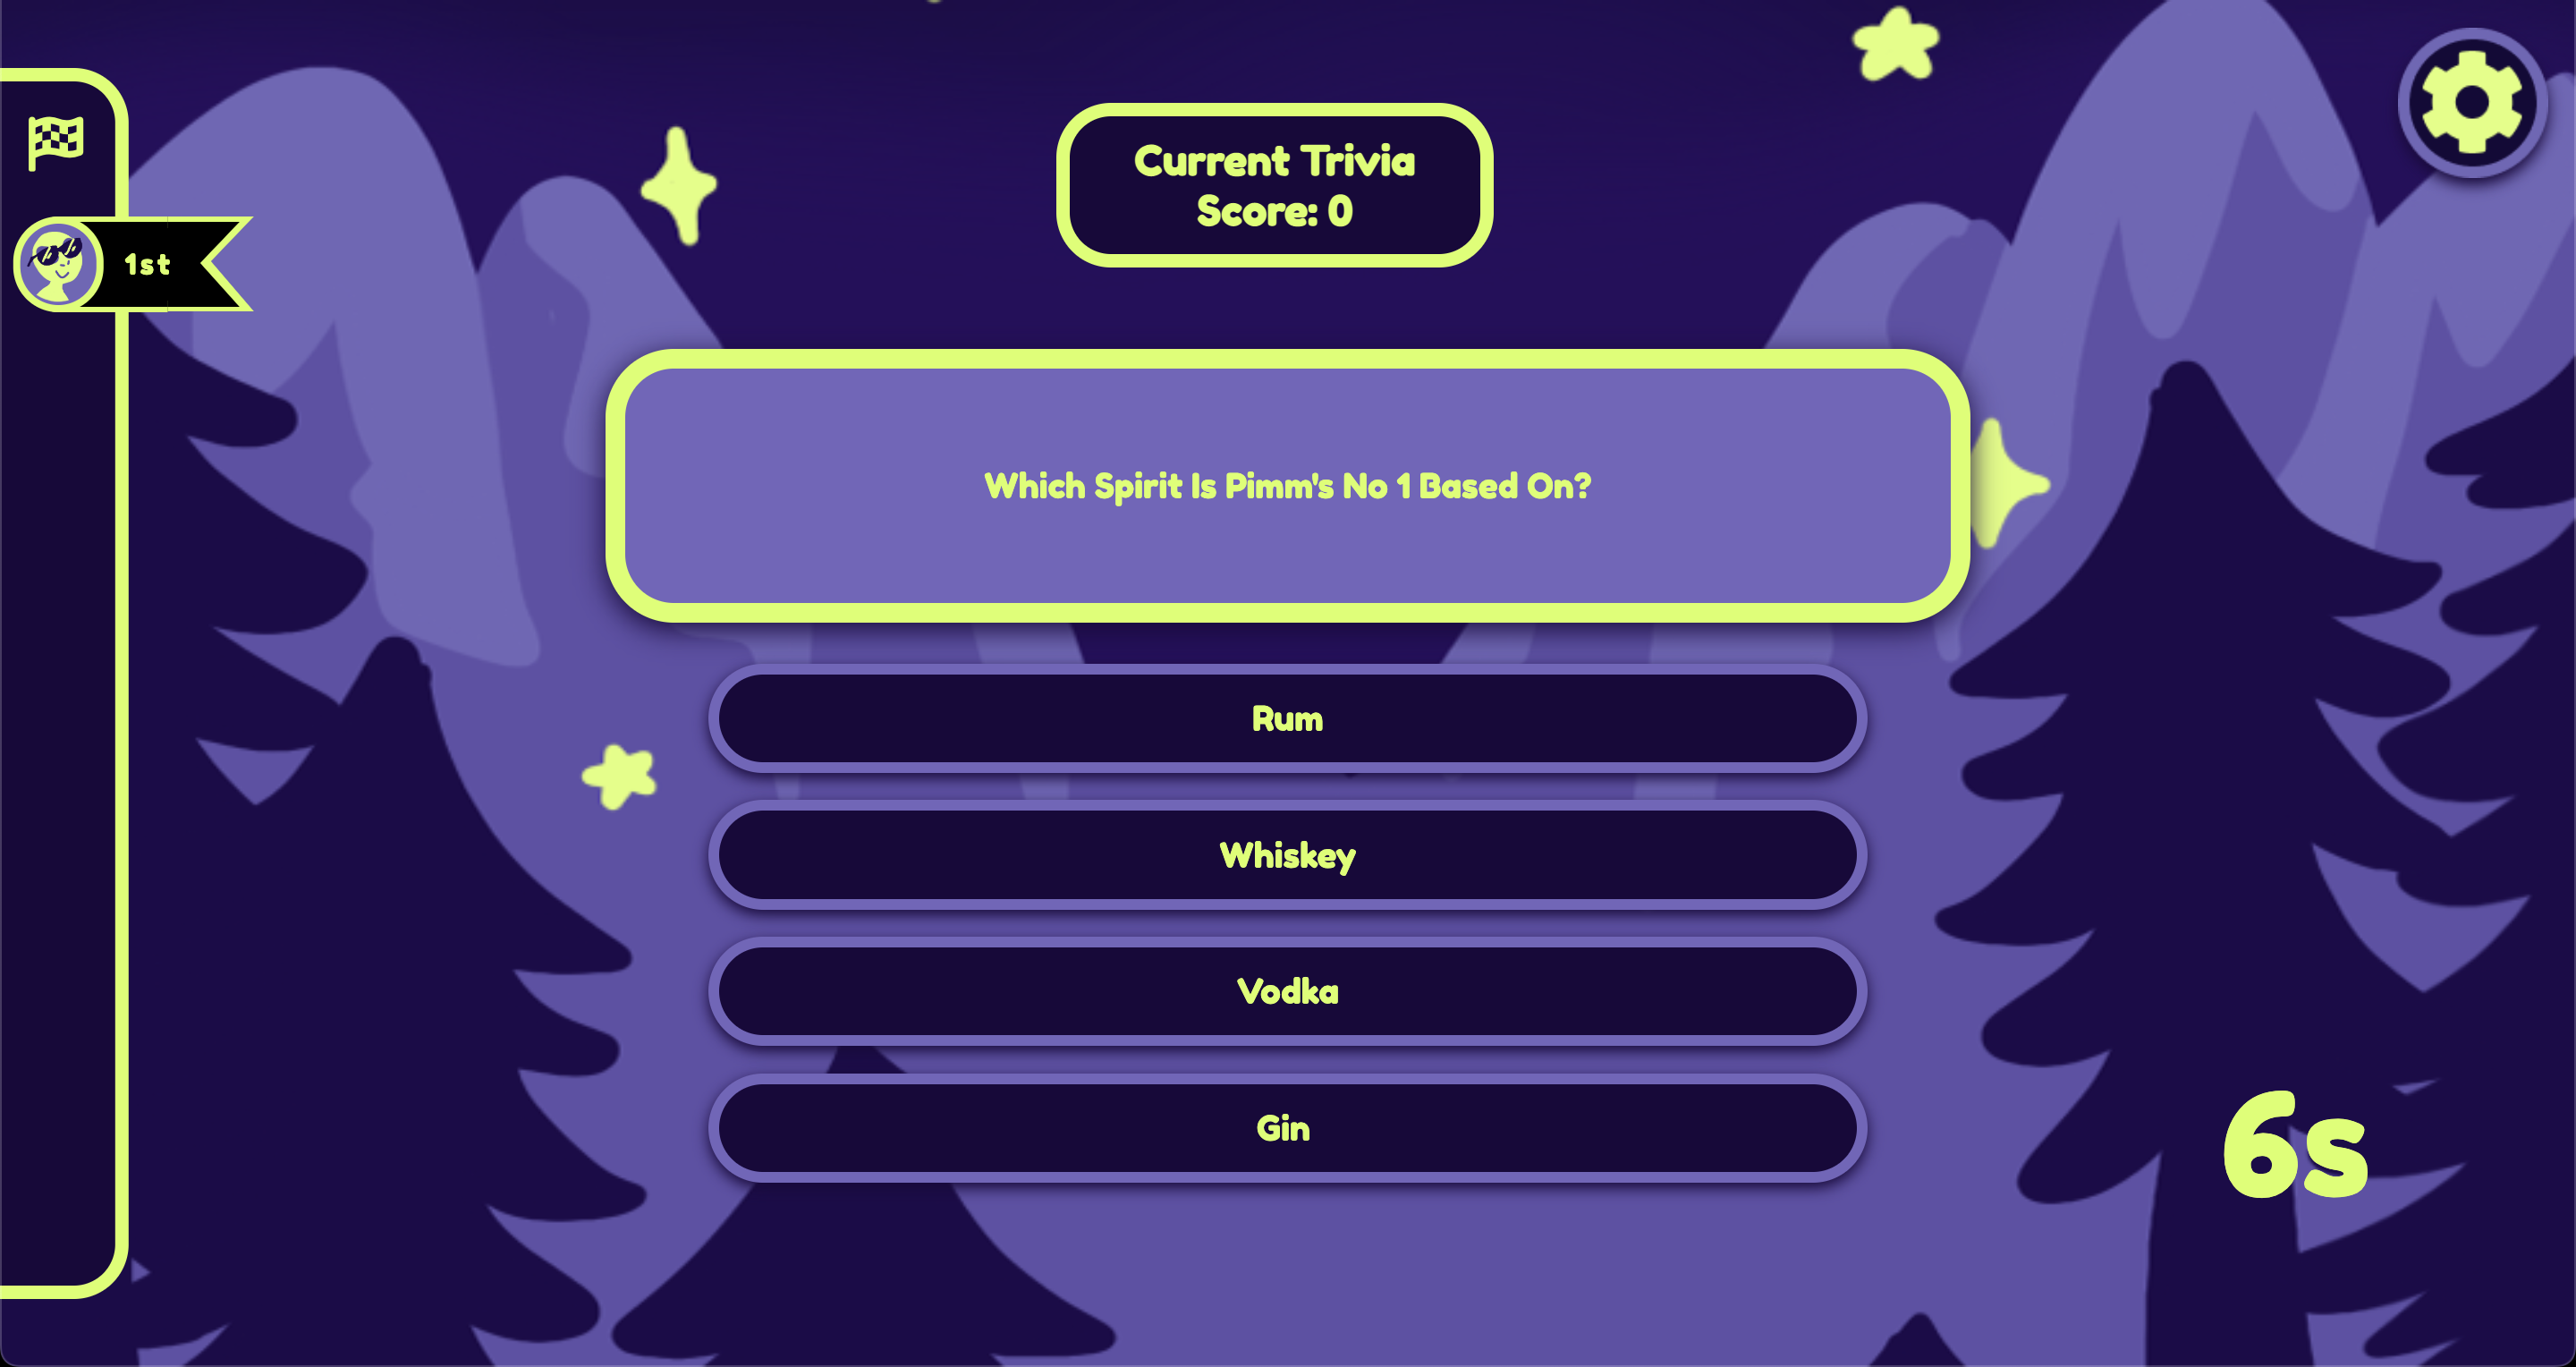 Current Trivia
Score: 0
1st
Which Spirit Is Pimm's No 1 Based On?
Rum
Whiskey
Vodka
Gin
6s